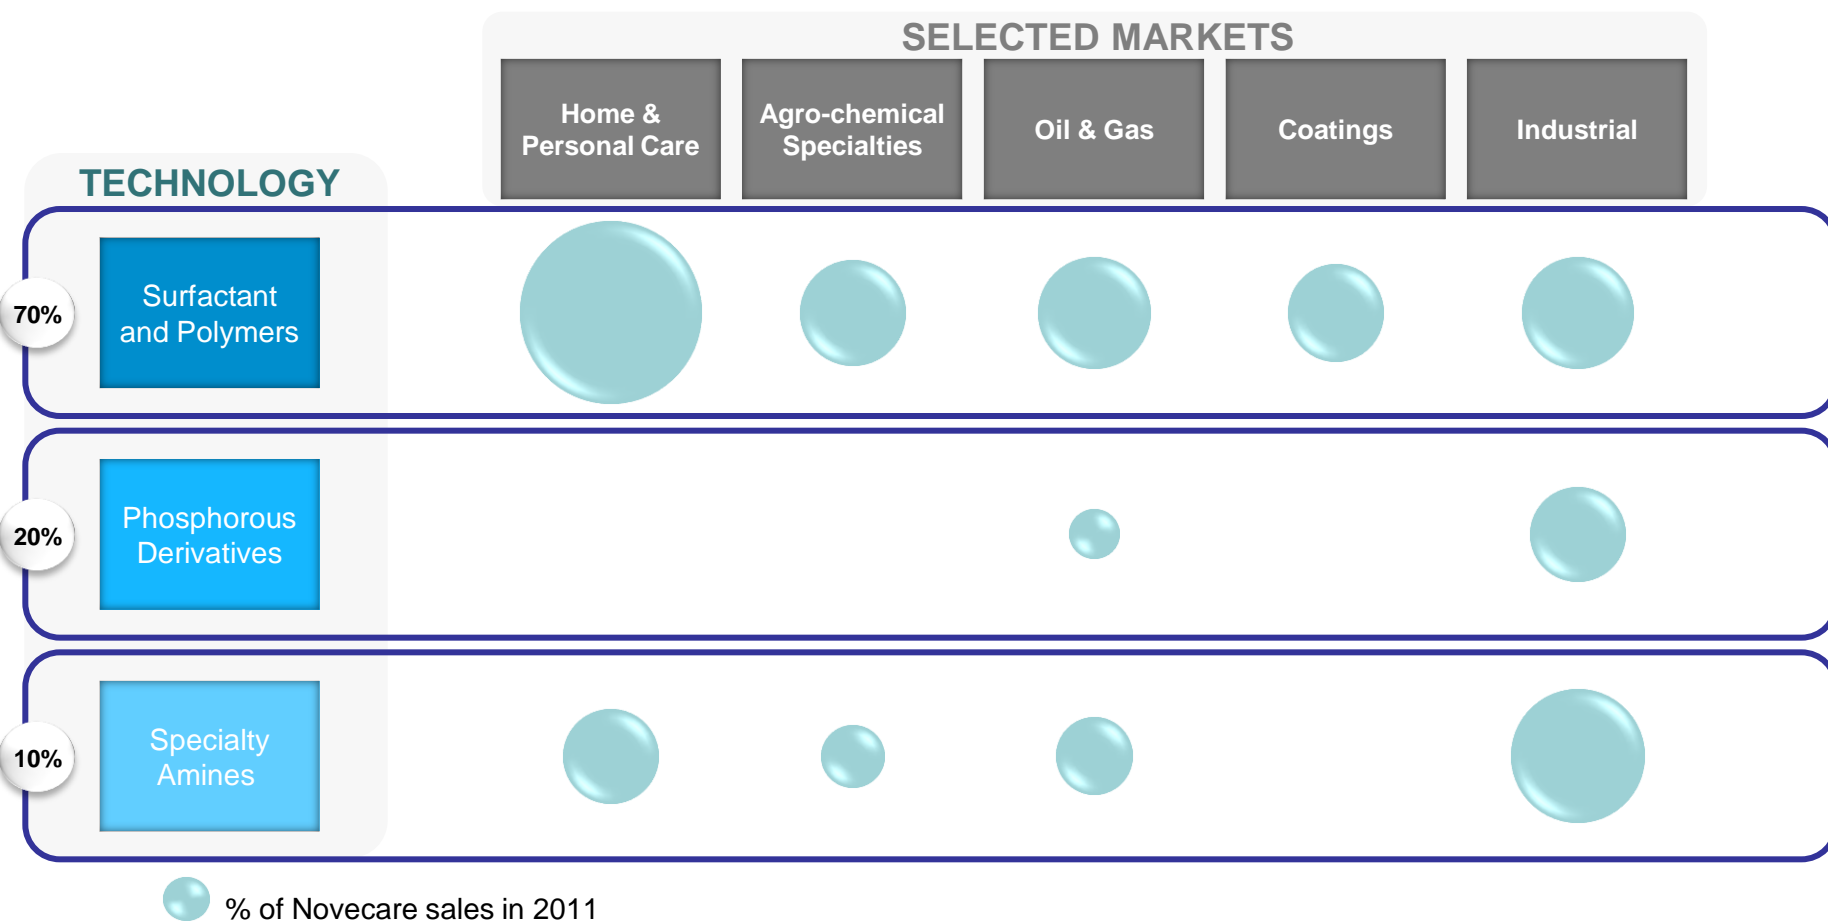 SELECTED MARKETS
Home &
Personal Care
Agro-chemical
Specialties
Oil & Gas
Coatings
Industrial
TECHNOLOGY
70%
Surfactant
and Polymers
20%
Phosphorous
Derivatives
10%
Specialty
Amines
% of Novecare sales in 2011